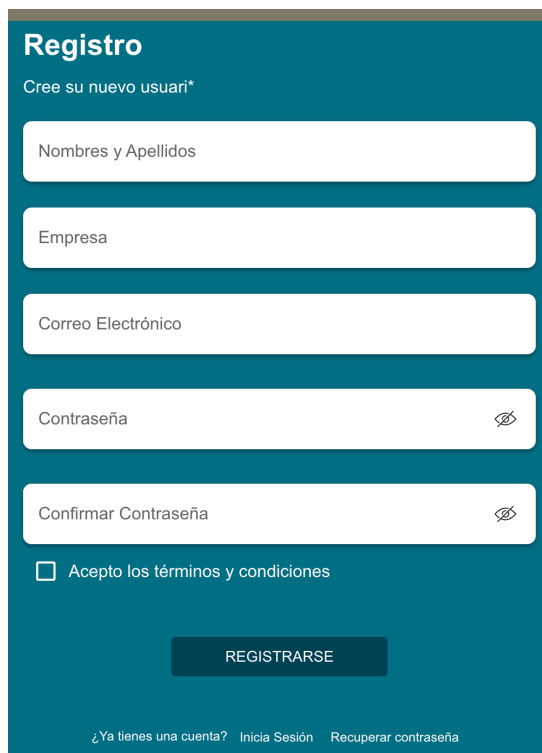 Registro
Cree su nuevo usuari*
Nombres y Apellidos
Empresa
Correo Electrónico
Contraseña
Confirmar Contraseña
Acepto los términos y condiciones
REGISTRARSE
¿Ya tienes una cuenta? Inicia Sesión Recuperar contraseña